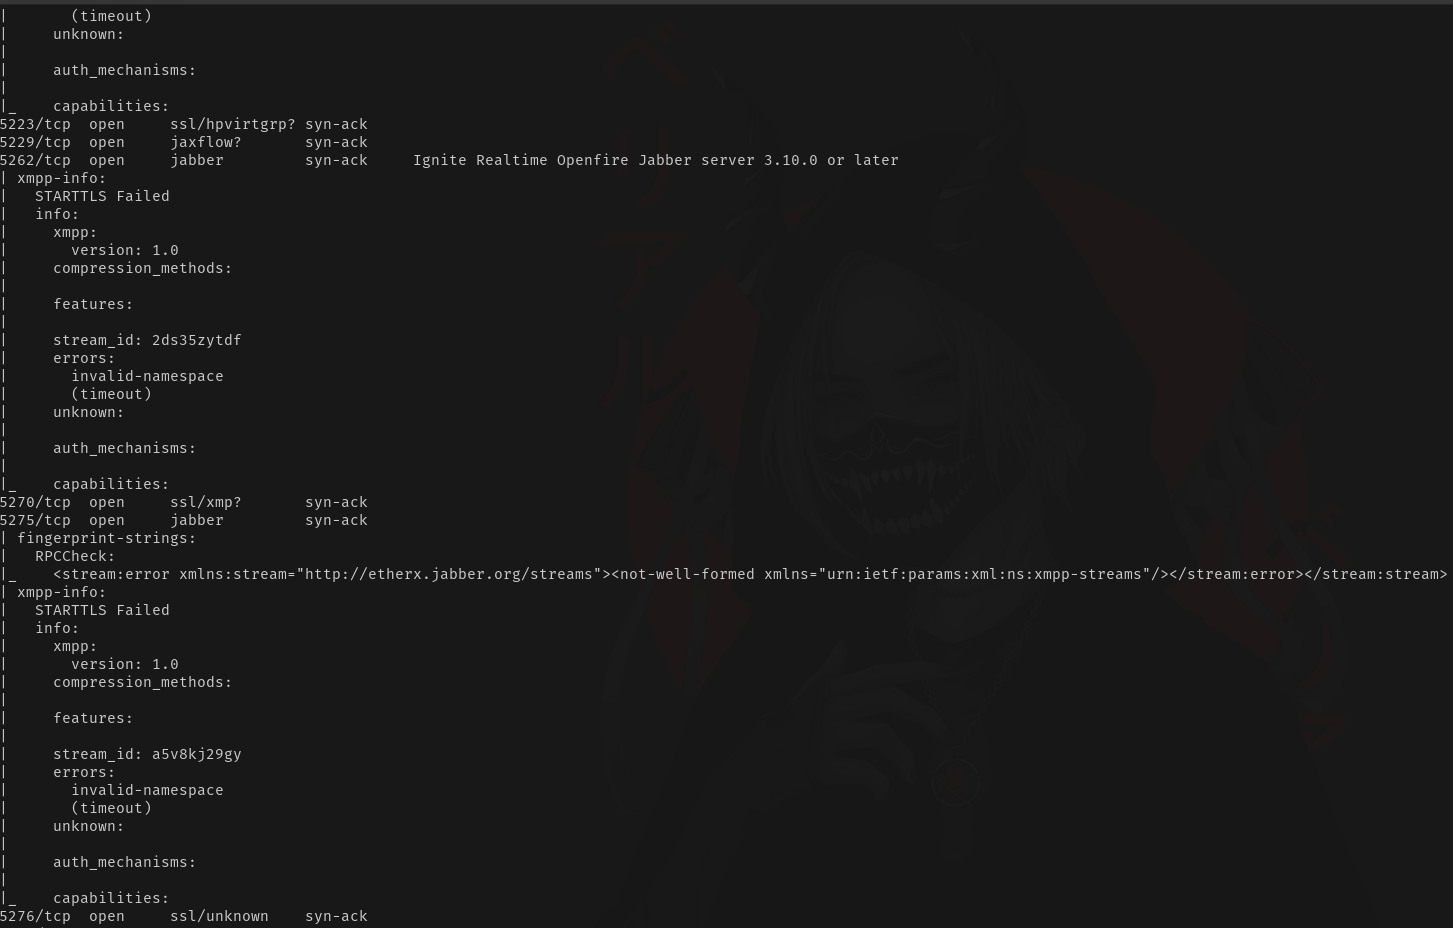 |       (timeout)
|     unknown:
|
|     auth_mechanisms:
|
|_    capabilities:
5223/tcp  open     ssl/hpvirtgrp? syn-ack
5229/tcp  open     jaxflow?       syn-ack
5262/tcp  open     jabber         syn-ack     Ignite Realtime Openfire Jabber server 3.10.0 or later
| xmpp-info:
|   STARTTLS Failed
|   info:
|     xmpp:
|       version: 1.0
|     compression_methods:
|
|     features:
|
|     stream_id: 2ds35zytdf
|     errors:
|       invalid-namespace
|       (timeout)
|     unknown:
|
|     auth_mechanisms:
|
|_    capabilities:
5270/tcp  open     ssl/xmp?       syn-ack
5275/tcp  open     jabber         syn-ack
| fingerprint-strings:
|   RPCCheck:
|_    <stream:error xmlns:stream="http://etherx.jabber.org/streams"><not-well-formed xmlns="urn:ietf:params:xml:ns:xmpp-streams"/></stream:error></stream:stream>
| xmpp-info:
|   STARTTLS Failed
|   info:
|     xmpp:
|       version: 1.0
|     compression_methods:
|
|     features:
|
|     stream_id: a5v8kj29gy
|     errors:
|       invalid-namespace
|       (timeout)
|     unknown:
|
|     auth_mechanisms:
|
|_    capabilities:
5276/tcp  open     ssl/unknown    syn-ack
ヘ
リ
ア
ル